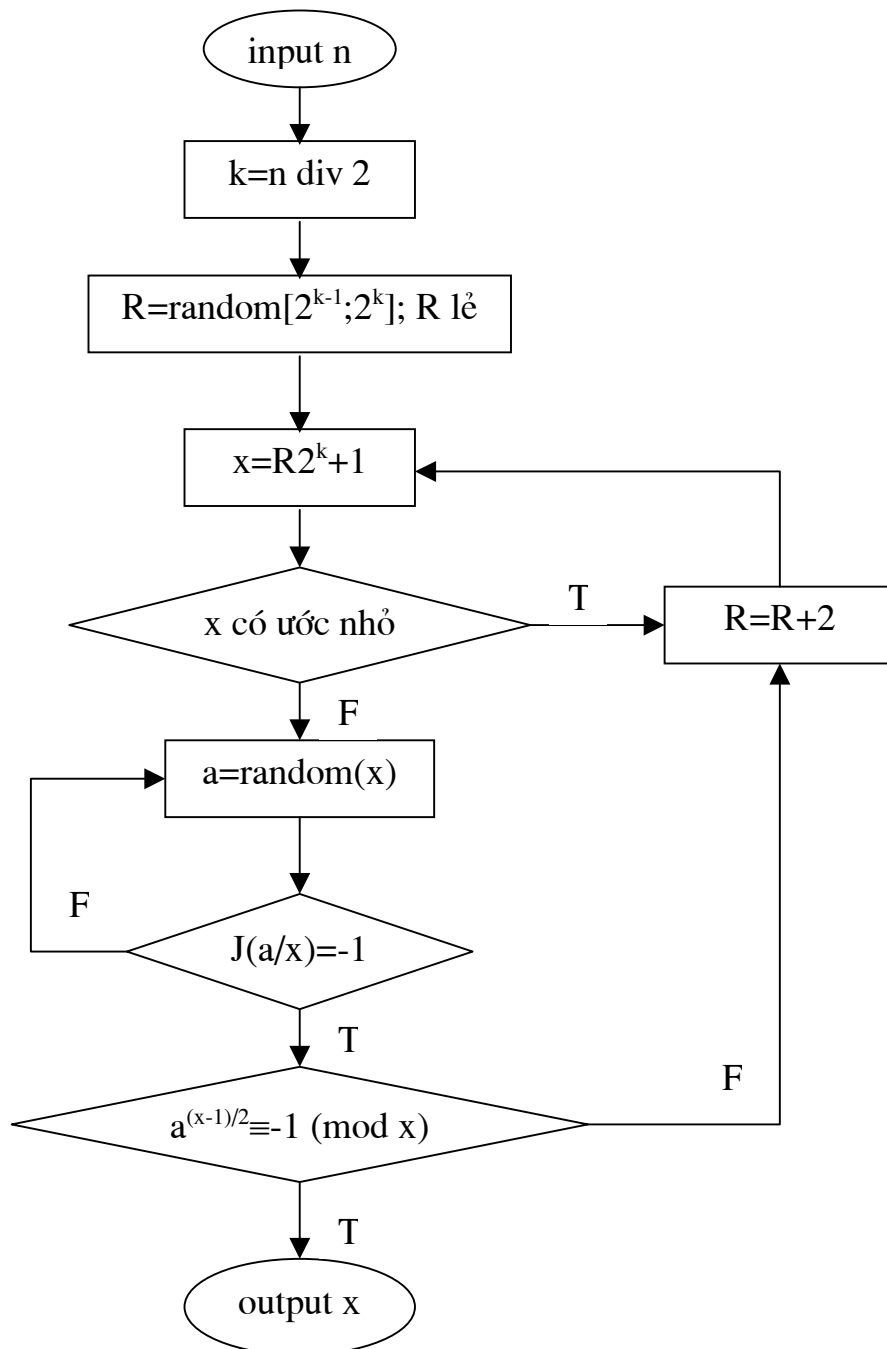 input n
k=n div 2
R=random[2^{k-1};2^k]; R lẻ
x=R2^k+1
x có ước nhỏ
T
R=R+2
F
a=random(x)
F
J(a/x)=-1
T
F
a^{(x-1)/2}≡-1 (mod x)
T
output x